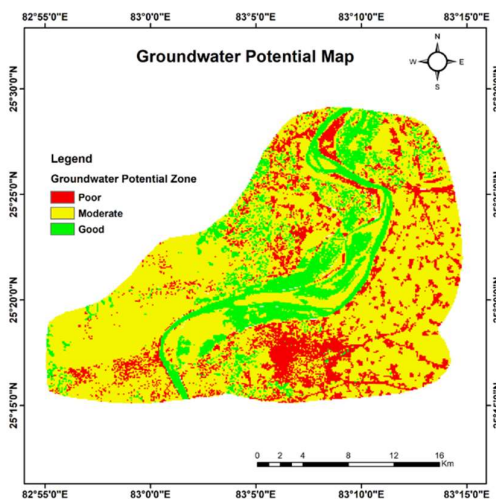 82°55'0"E 83°0'0"E 83°5'0"E 83°10'0"E 83°15'0"E
Groundwater Potential Map
N
W E
S
25°30'0"N
Legend
Groundwater Potential Zone
Poor
Moderate
Good
25°25'0"N
25°20'0"N
25°15'0"N
0 2 4 8 12 16
Km
82°55'0"E 83°0'0"E 83°5'0"E 83°10'0"E 83°15'0"E